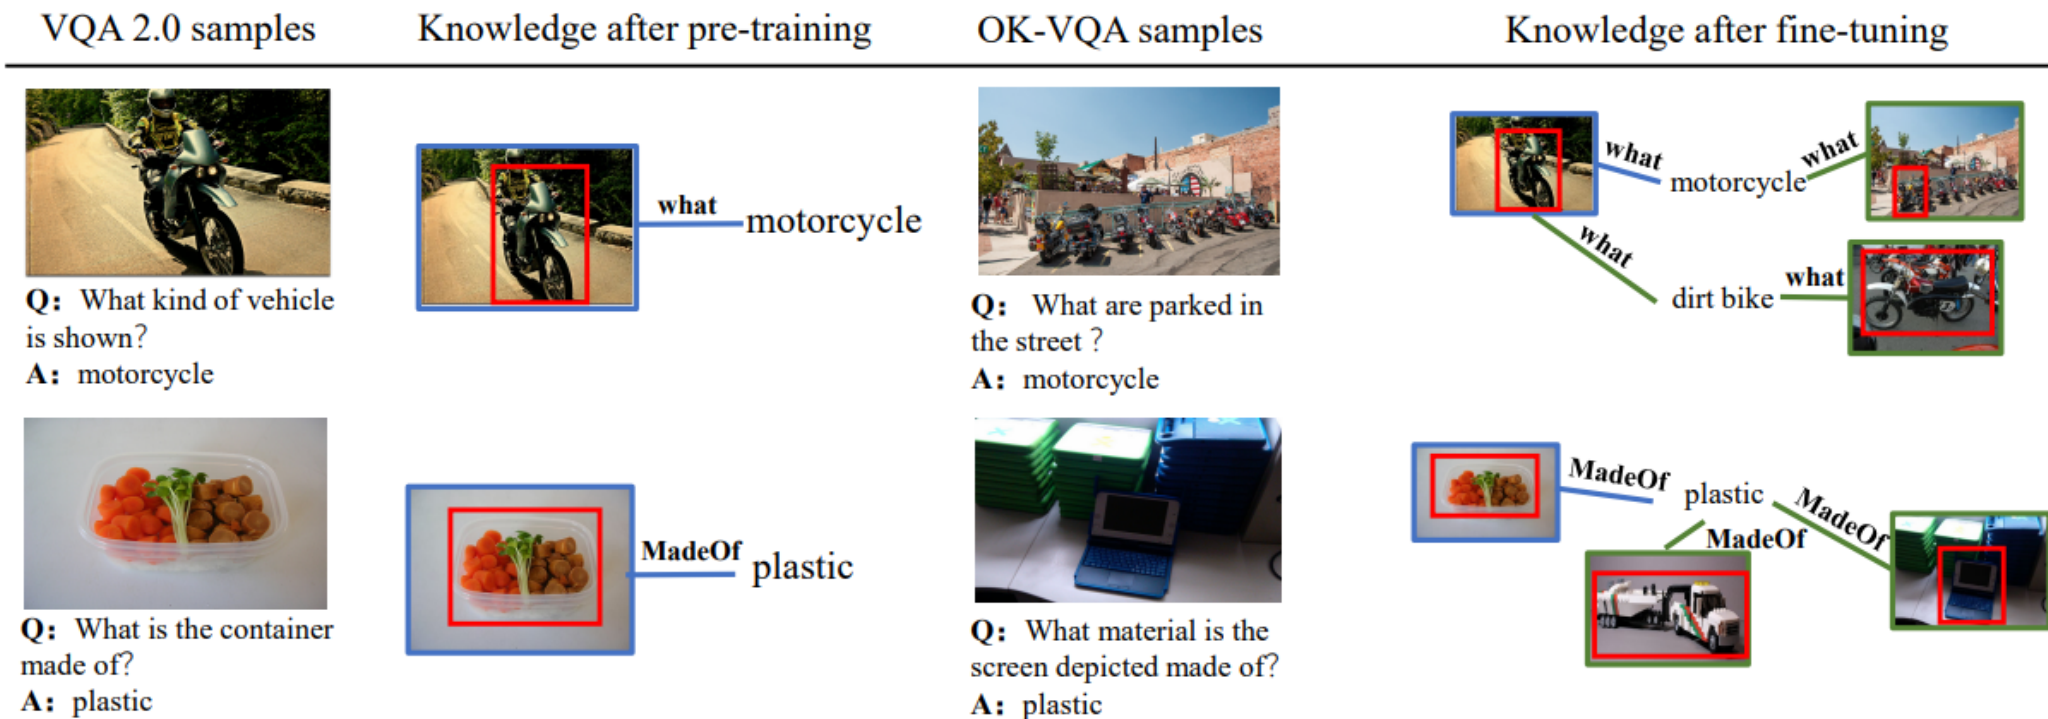 VQA 2.0 samples
Knowledge after pre-training
OK-VQA samples
Knowledge after fine-tuning
Q： What kind of vehicle
is shown？
A： motorcycle
what
motorcycle
Q： What are parked in
the street ？
A： motorcycle
what
motorcycle
what
what
dirt bike
what
Q： What is the container
made of？
A： plastic
MadeOf
plastic
Q： What material is the
screen depicted made of？
A： plastic
MadeOf
plastic
MadeOf
MadeOf